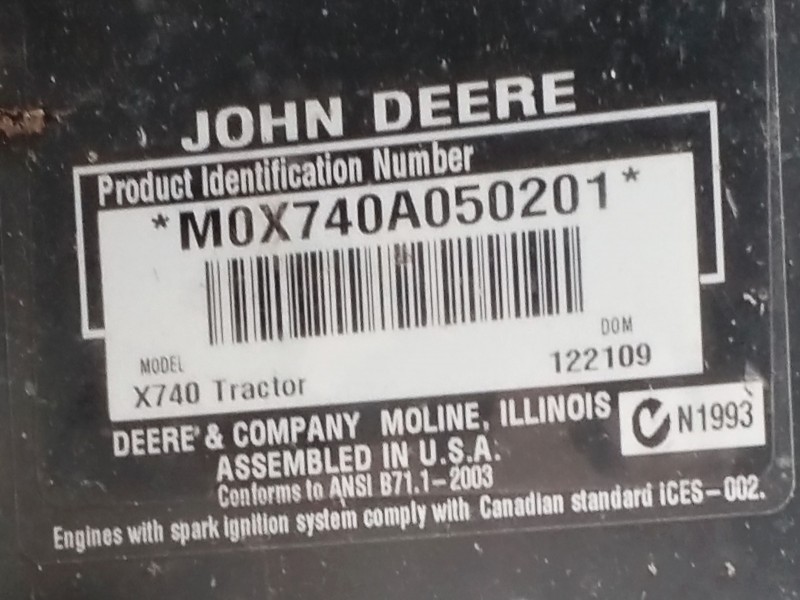 JOHN DEERE
Product Identification Number
*M0X740A050201*
DOM
MODEL
122109
X740 Tractor
DEERE & COMPANY MOLINE, ILLINOIS
N1993
ASSEMBLED IN U.S.A.
Conforms to ANSI B71.1-2003
Engines with spark ignition system comply with Canadian standard ICES-002.